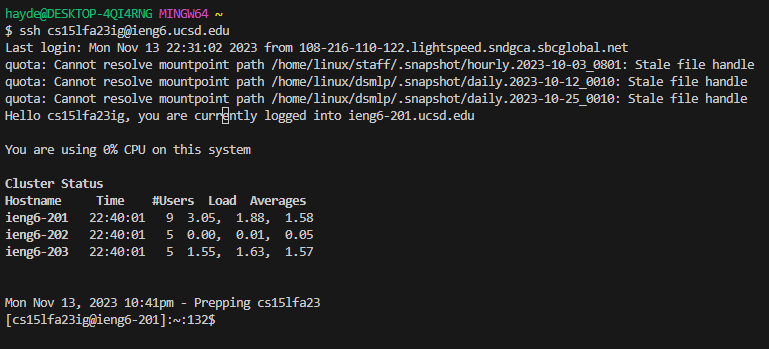 hayde@DESKTOP-4QI4RNG MINGW64 ~
$ ssh cs15lfa23ig@ieng6.ucsd.edu
Last login: Mon Nov 13 22:31:02 2023 from 108-216-110-122.lightspeed.sndgca.sbcglobal.net
quota: Cannot resolve mountpoint path /home/linux/staff/.snapshot/hourly.2023-10-03_0801: Stale file handle
quota: Cannot resolve mountpoint path /home/linux/dsmlp/.snapshot/daily.2023-10-12_0010: Stale file handle
quota: Cannot resolve mountpoint path /home/linux/dsmlp/.snapshot/daily.2023-10-25_0010: Stale file handle
Hello cs15lfa23ig, you are currently logged into ieng6-201.ucsd.edu

You are using 0% CPU on this system

Cluster Status
Hostname     Time    #Users  Load  Averages
ieng6-201   22:40:01   9  3.05,  1.88,  1.58
ieng6-202   22:40:01   5  0.00,  0.01,  0.05
ieng6-203   22:40:01   5  1.55,  1.63,  1.57


Mon Nov 13, 2023 10:41pm - Prepping cs15lfa23
[cs15lfa23ig@ieng6-201]:~:132$